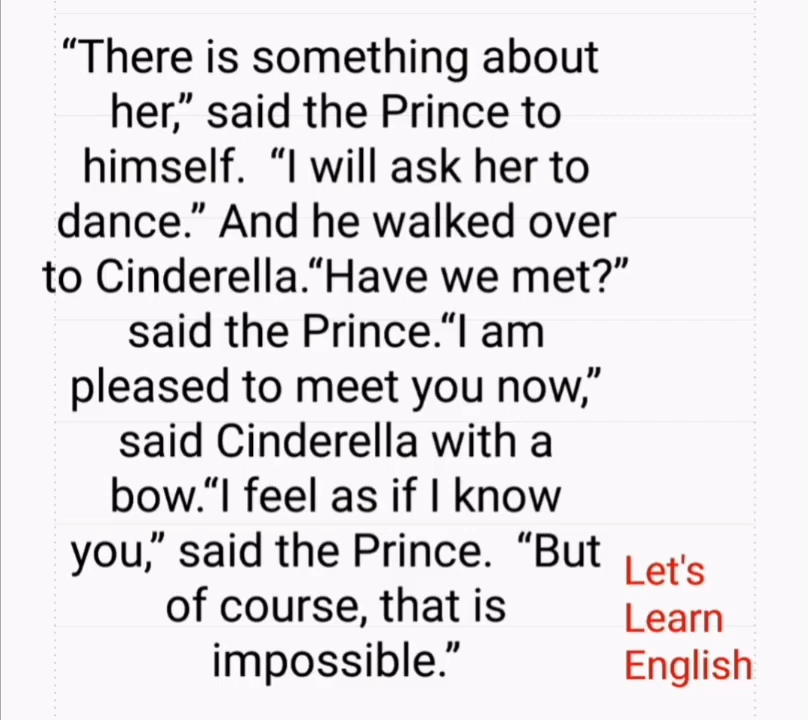 “There is something about
her,” said the Prince to
himself.  “I will ask her to
dance.” And he walked over
to Cinderella.“Have we met?”
said the Prince.“I am
pleased to meet you now,”
said Cinderella with a
bow.“I feel as if I know
you,” said the Prince.  “But
of course, that is
impossible.”
Let's
Learn
English